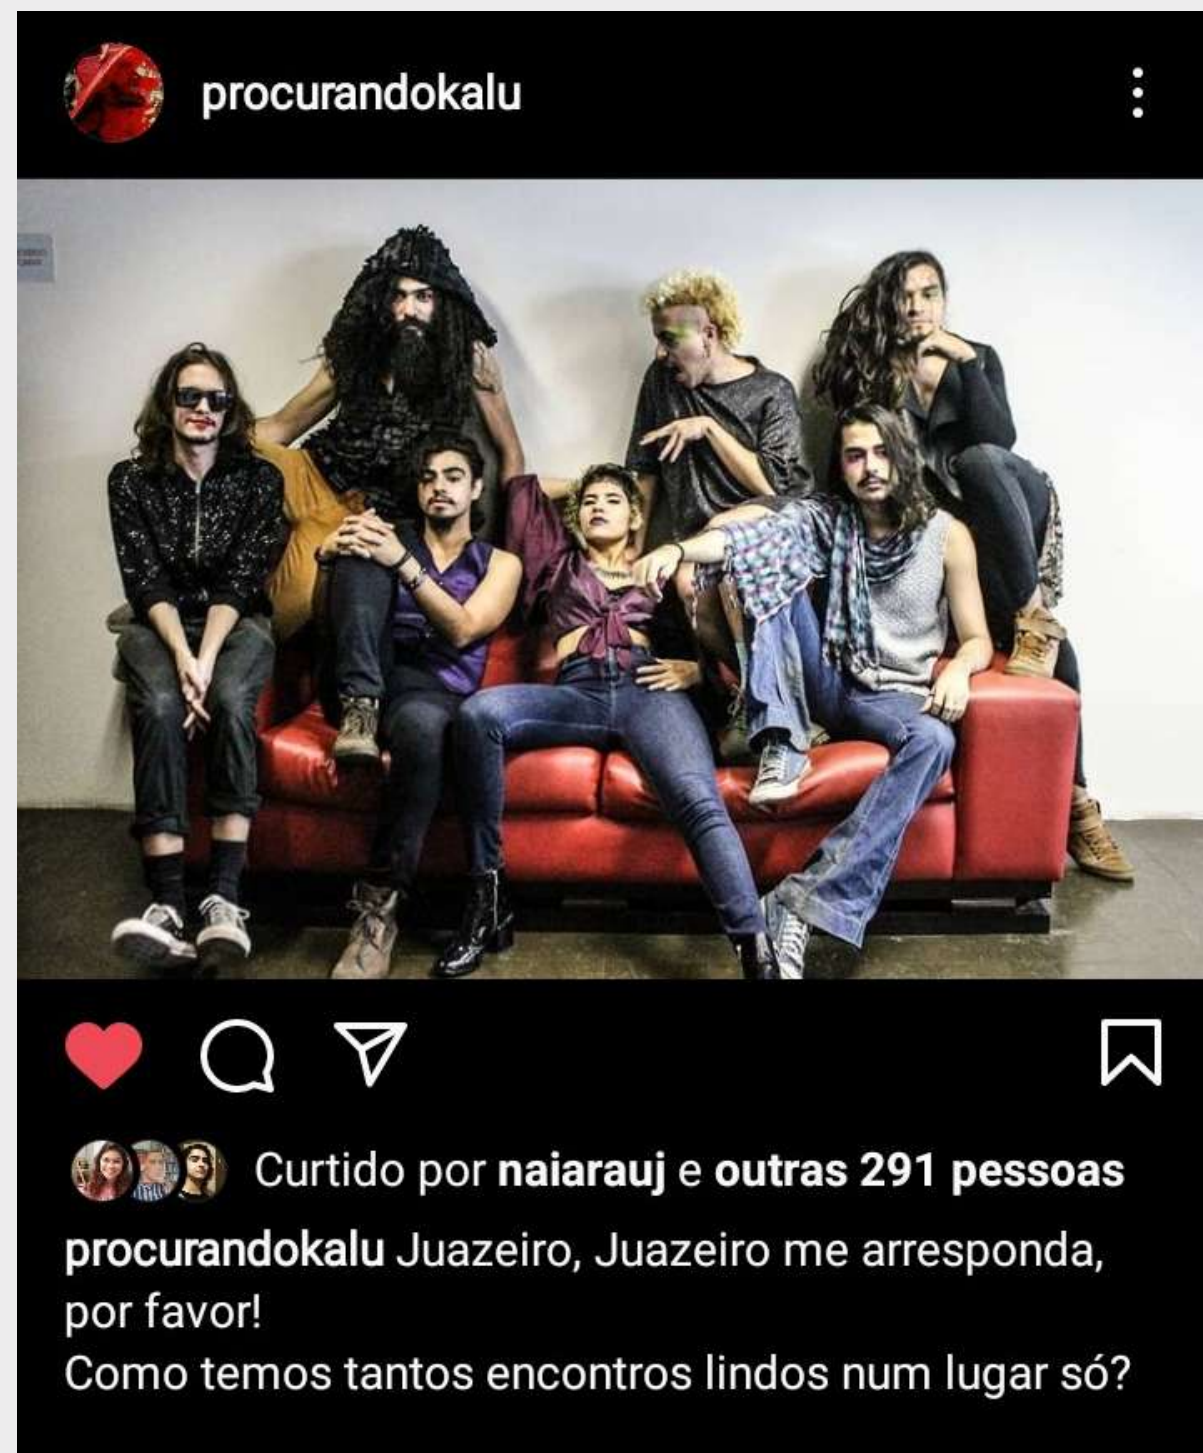 procurandokalu
Curtido por naiarauj e outras 291 pessoas
procurandokalu Juazeiro, Juazeiro me arresponda,
por favor!
Como temos tantos encontros lindos num lugar só?